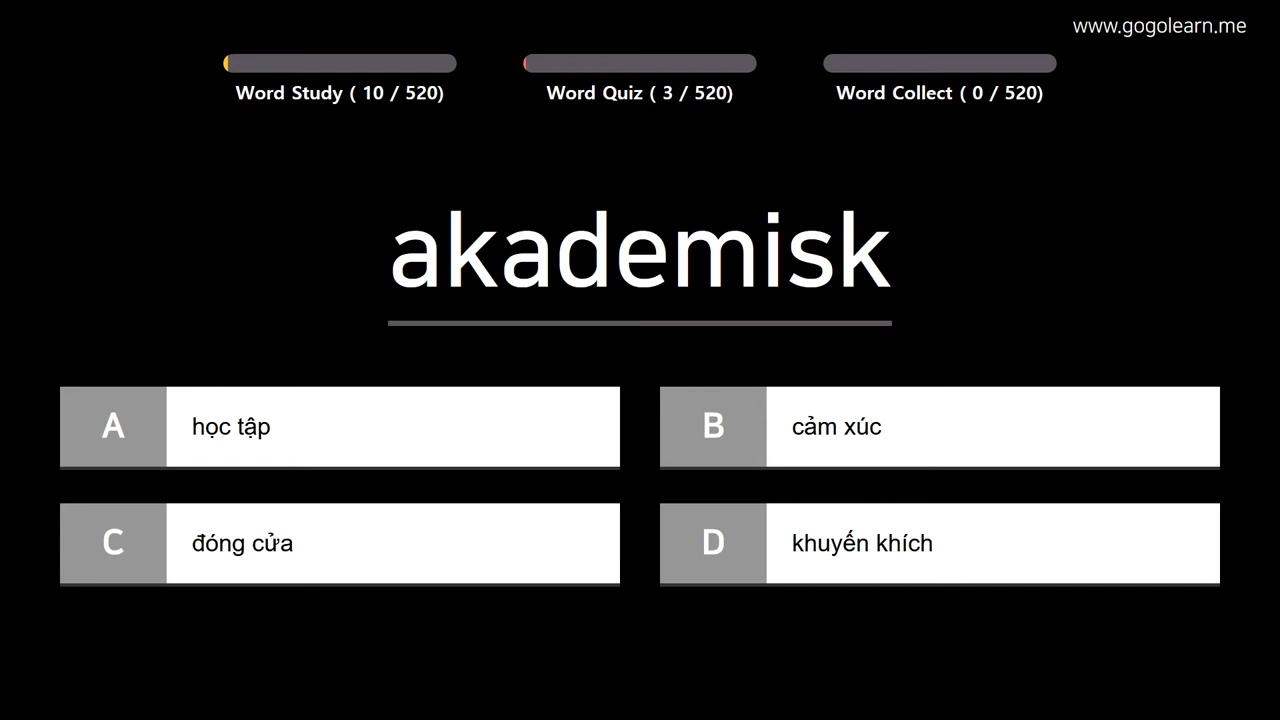 www.gogolearn.me
Word Study ( 10 / 520)
Word Quiz ( 3 / 520)
Word Collect ( 0 / 520)
akademisk
A học tập
B cảm xúc
C đóng cửa
D khuyến khích